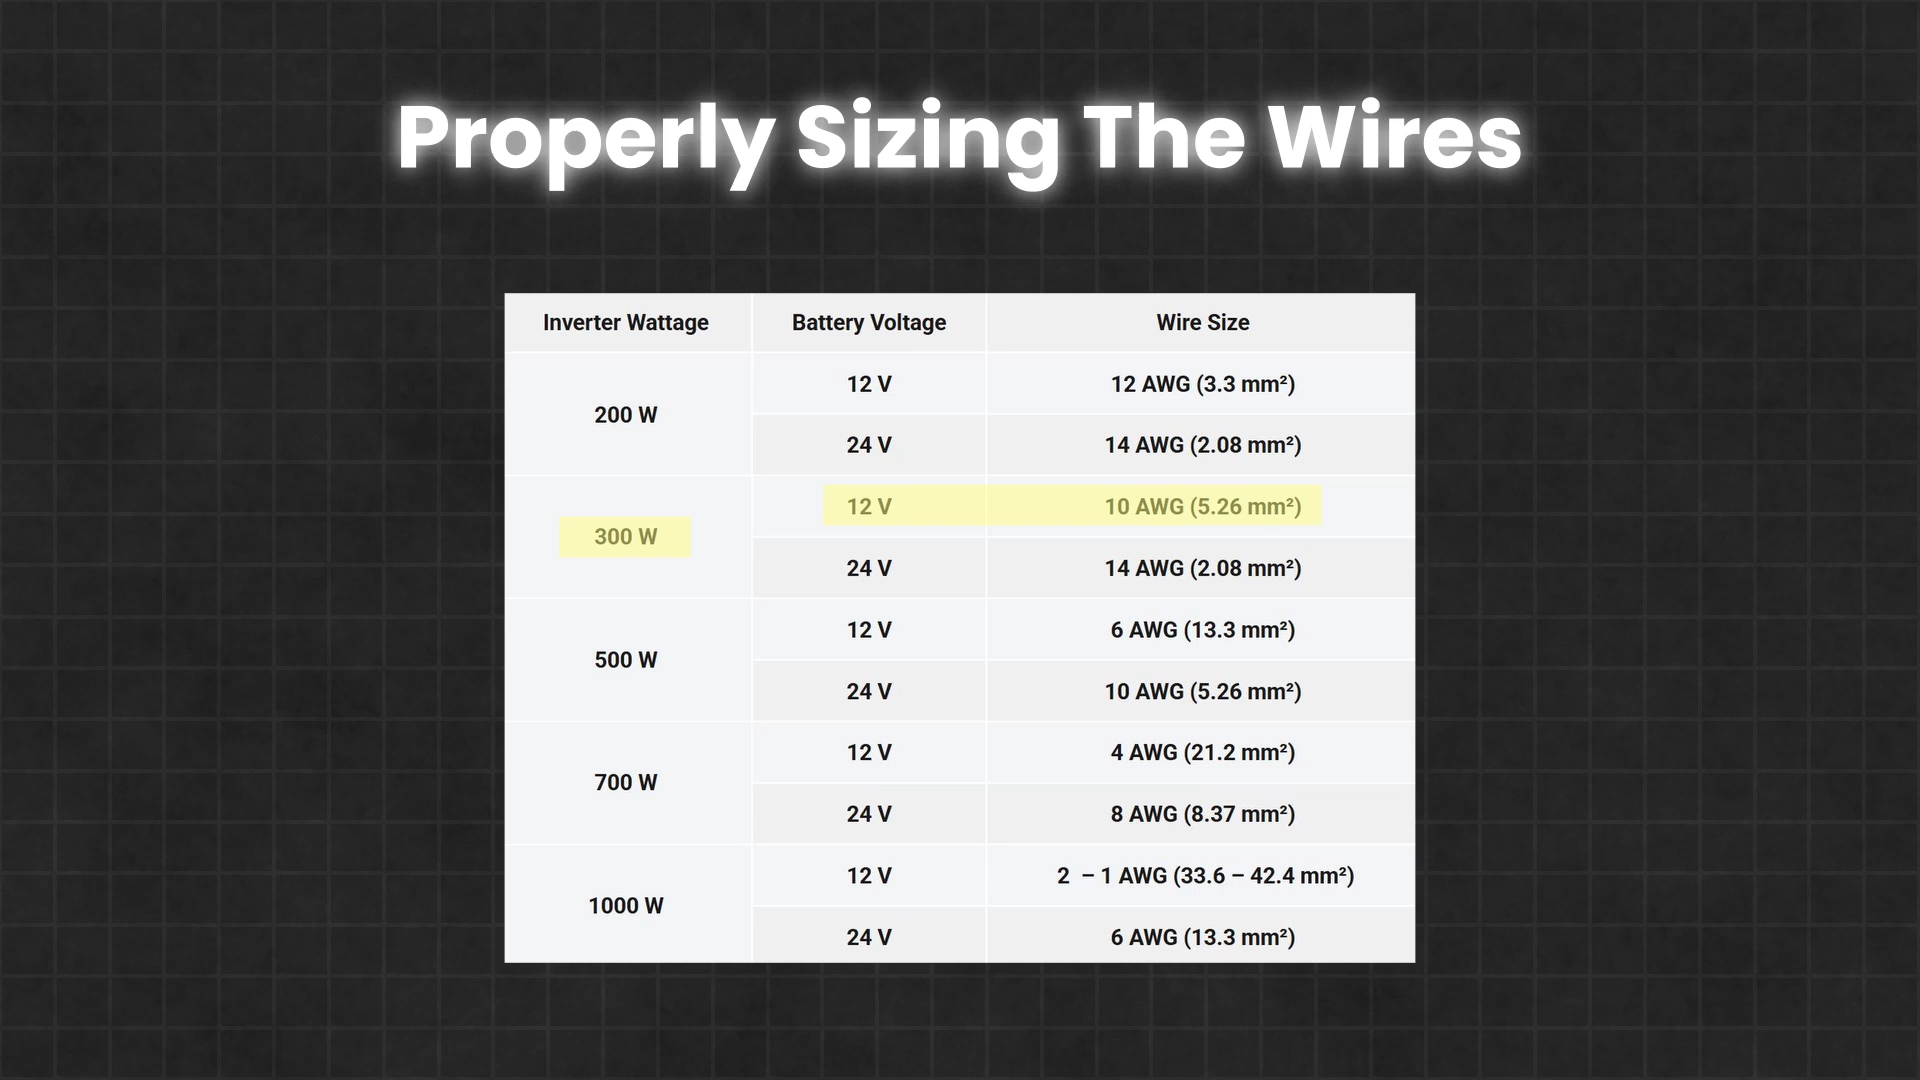 Properly Sizing The Wires
Inverter Wattage Battery Voltage Wire Size
200 W
12 V 12 AWG (3.3 mm²)
24 V 14 AWG (2.08 mm²)
300 W
12 V 10 AWG (5.26 mm²)
24 V 14 AWG (2.08 mm²)
500 W
12 V 6 AWG (13.3 mm²)
24 V 10 AWG (5.26 mm²)
700 W
12 V 4 AWG (21.2 mm²)
24 V 8 AWG (8.37 mm²)
1000 W
12 V 2 – 1 AWG (33.6 – 42.4 mm²)
24 V 6 AWG (13.3 mm²)